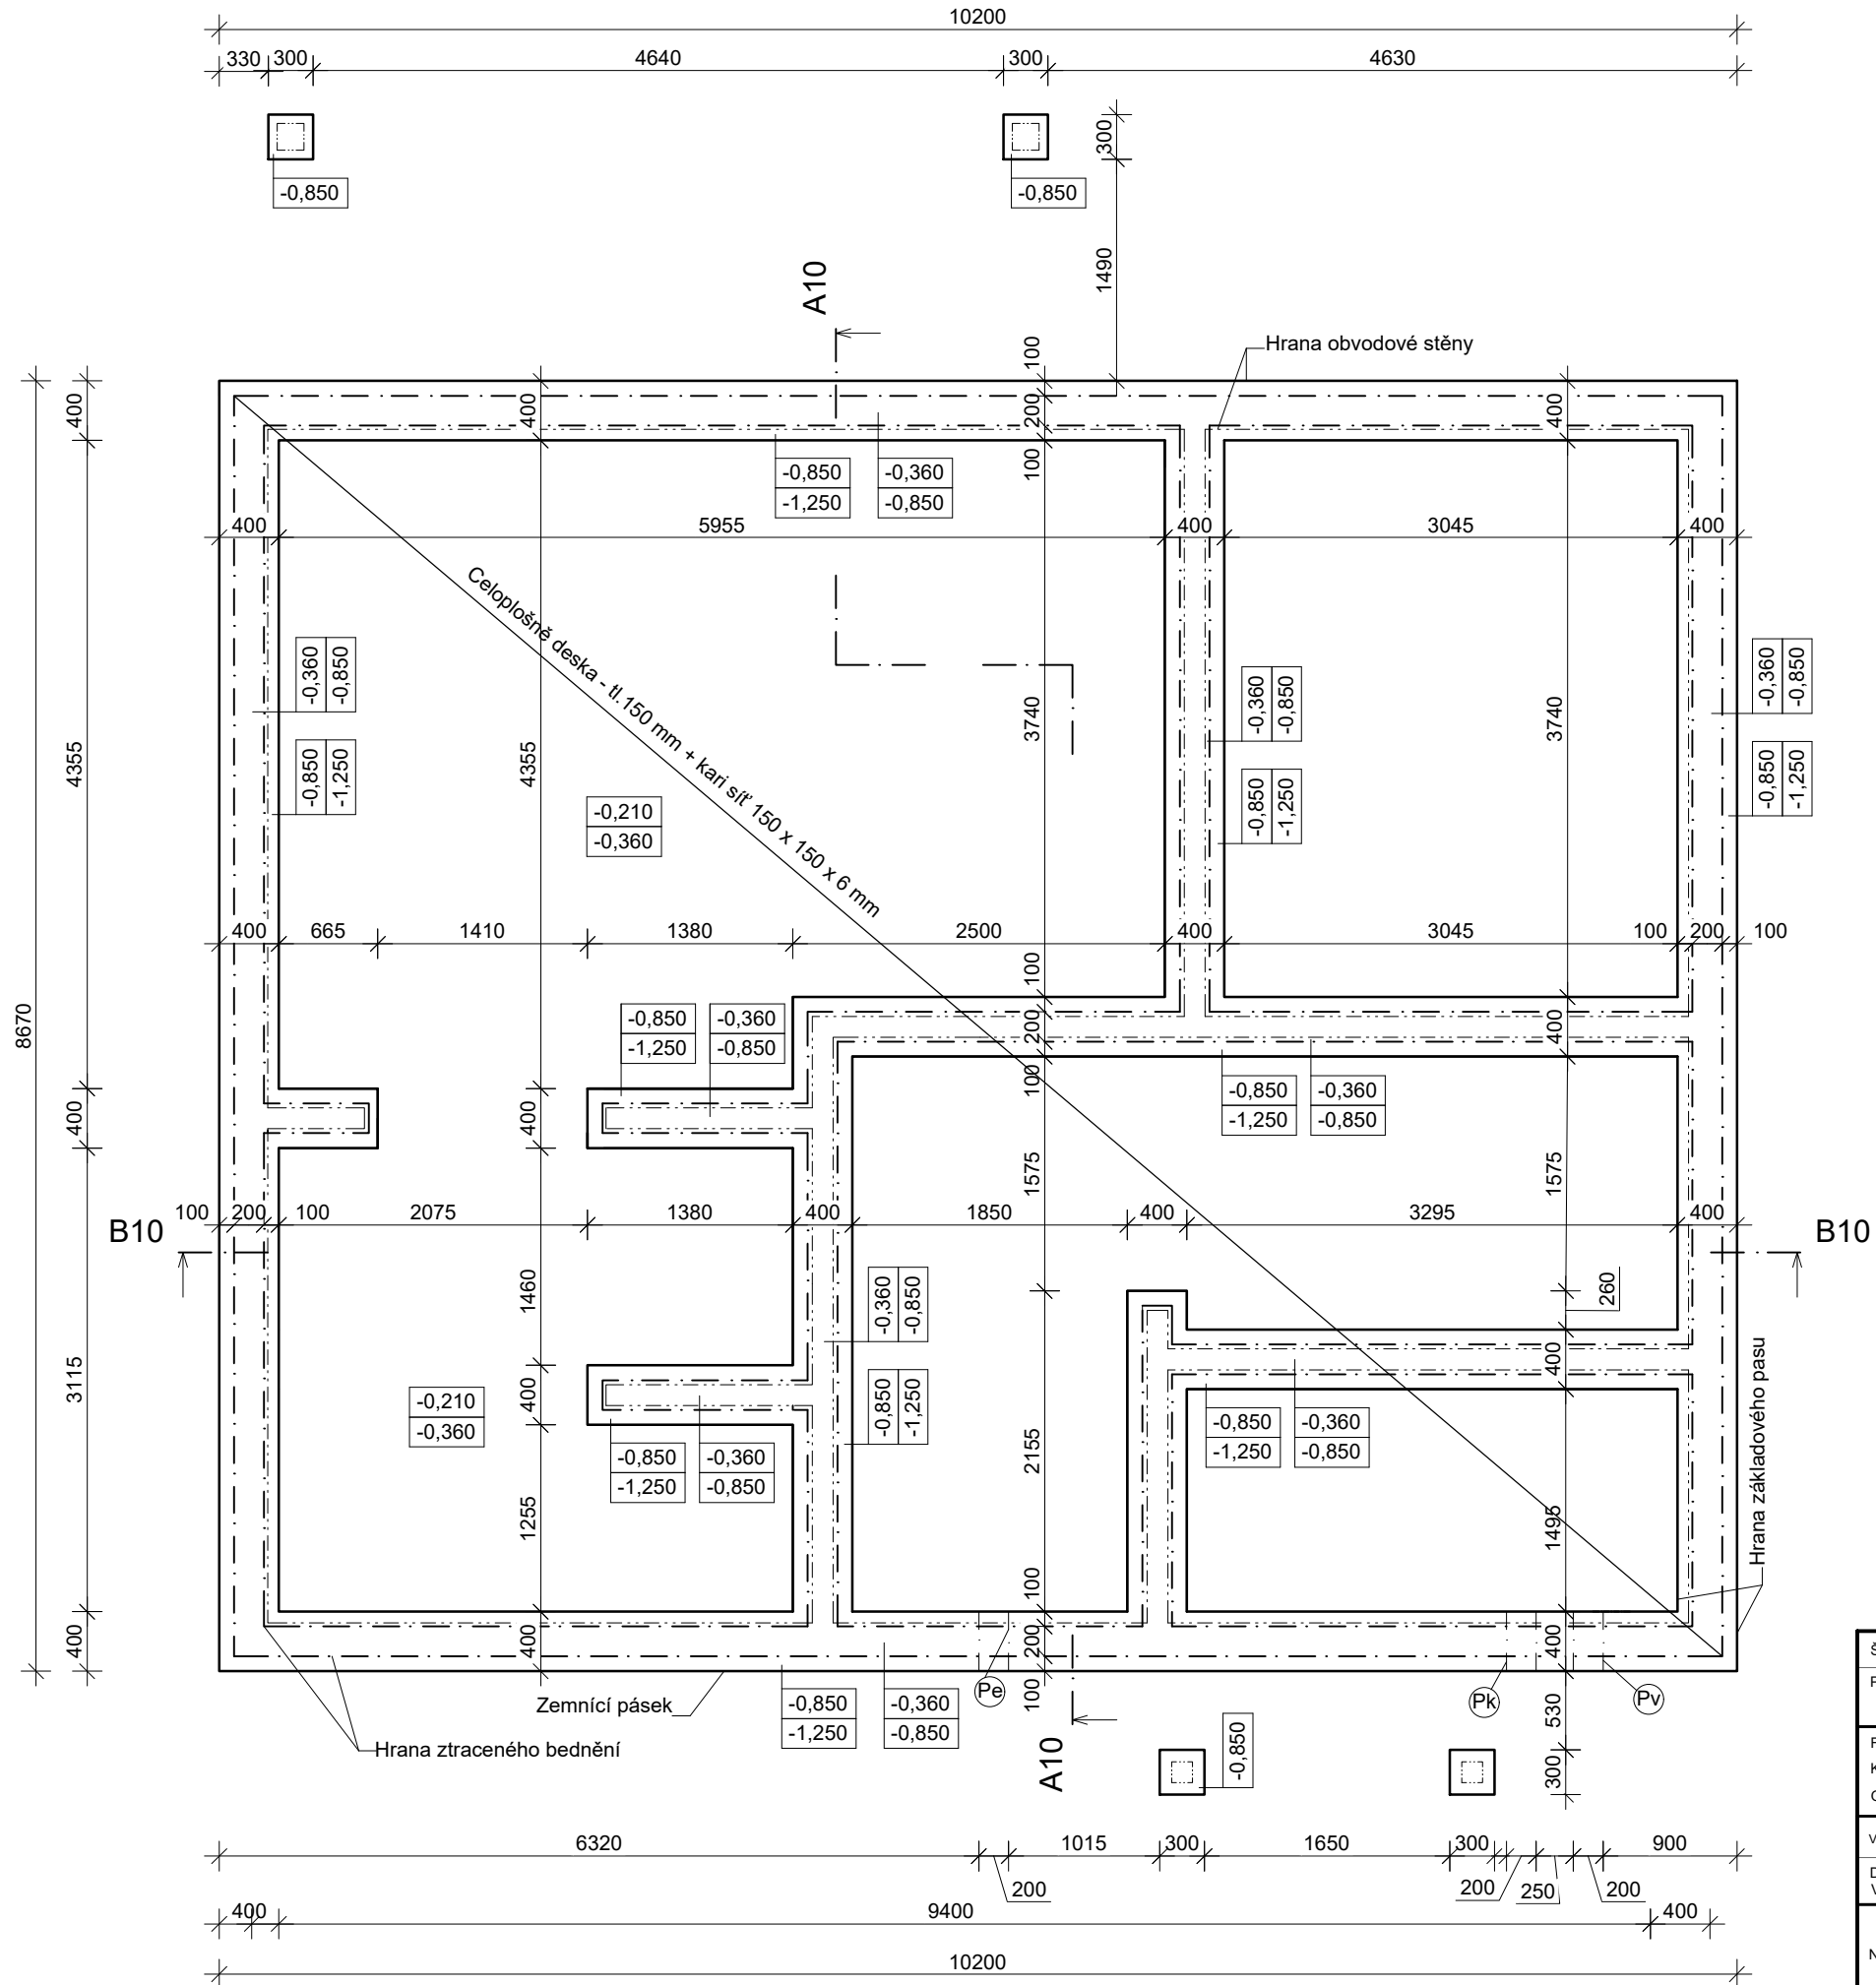 10200
330 300 4640 300 4630
300
-0,850 -0,850
1490
A10
100
Hrana obvodové stěny
400 400 200 400
100
-0,850 -0,360
-1,250 -0,850
400 5955 400 3045 400
Celoplošně deska - tl.150 mm + kari síť 150 x 150 x 6 mm
-0,360 -0,850
-0,850 -1,250
-0,360 -0,850
-0,850 -1,250
-0,360 -0,850
-0,850 -1,250
8670
4355 4355 3740 3740
-0,210
-0,360
400 665 1410 1380 2500 400 3045 100 200 100
100
-0,850 -0,360
-1,250 -0,850
200 400
400 400
100
-0,850 -0,360
-1,250 -0,850
1575 1575
100 200 100 2075 1380 400 1850 400 3295 400
B10 B10
1460
-0,360 -0,850
260
3115
400 400
-0,850 -1,250
-0,210
-0,360
-0,850 -0,360
-1,250 -0,850
-0,850 -0,360
-1,250 -0,850
2155
1255 1495
Hrana základového pasu
100
400 400 200 400
100
Zemnící pásek
-0,850 -0,360
-1,250 -0,850
Pe Pk Pv
530
Hrana ztraceného bednění
A10
-0,850
300
6320 1015 300 1650 300 900
200 200 250 200
400 9400 400
10200